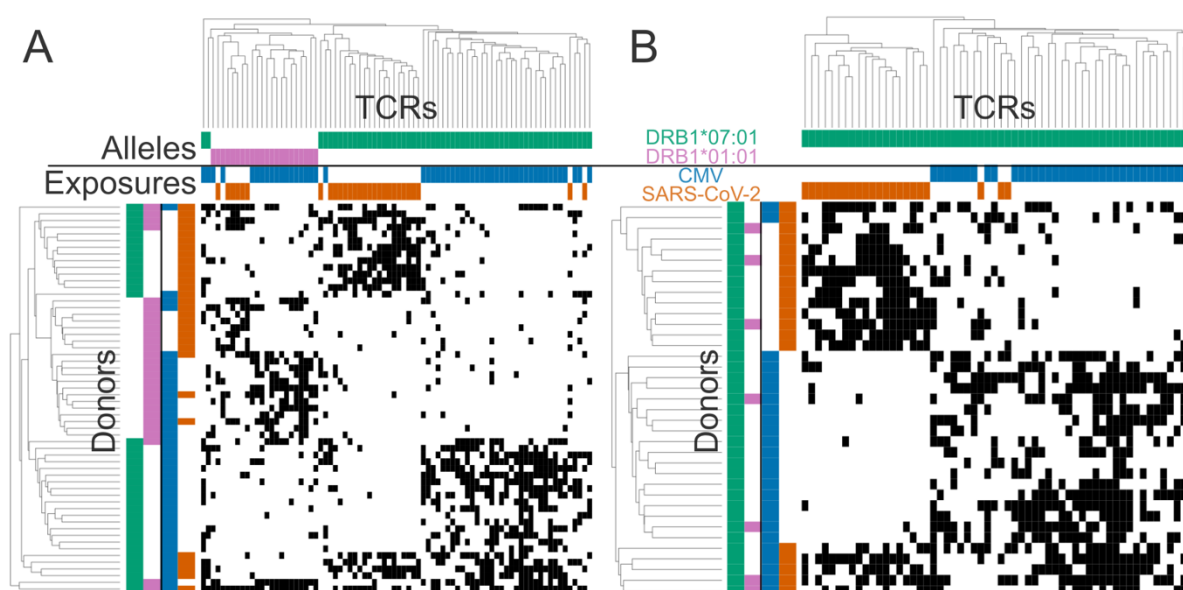 A
B
TCRs
TCRs
Alleles
DRB1*07:01
DRB1*01:01
Exposures
CMV
SARS-CoV-2
Donors
Donors